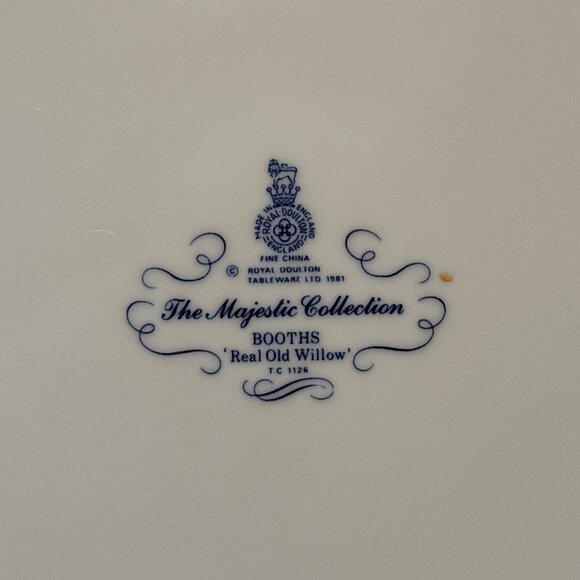 MADE IN ENGLAND
ROYAL DOULTON
ENGLAND
FINE CHINA
© ROYAL DOULTON
TABLEWARE LTD 1981
The Majestic Collection
BOOTHS
'Real Old Willow'
T C 1126